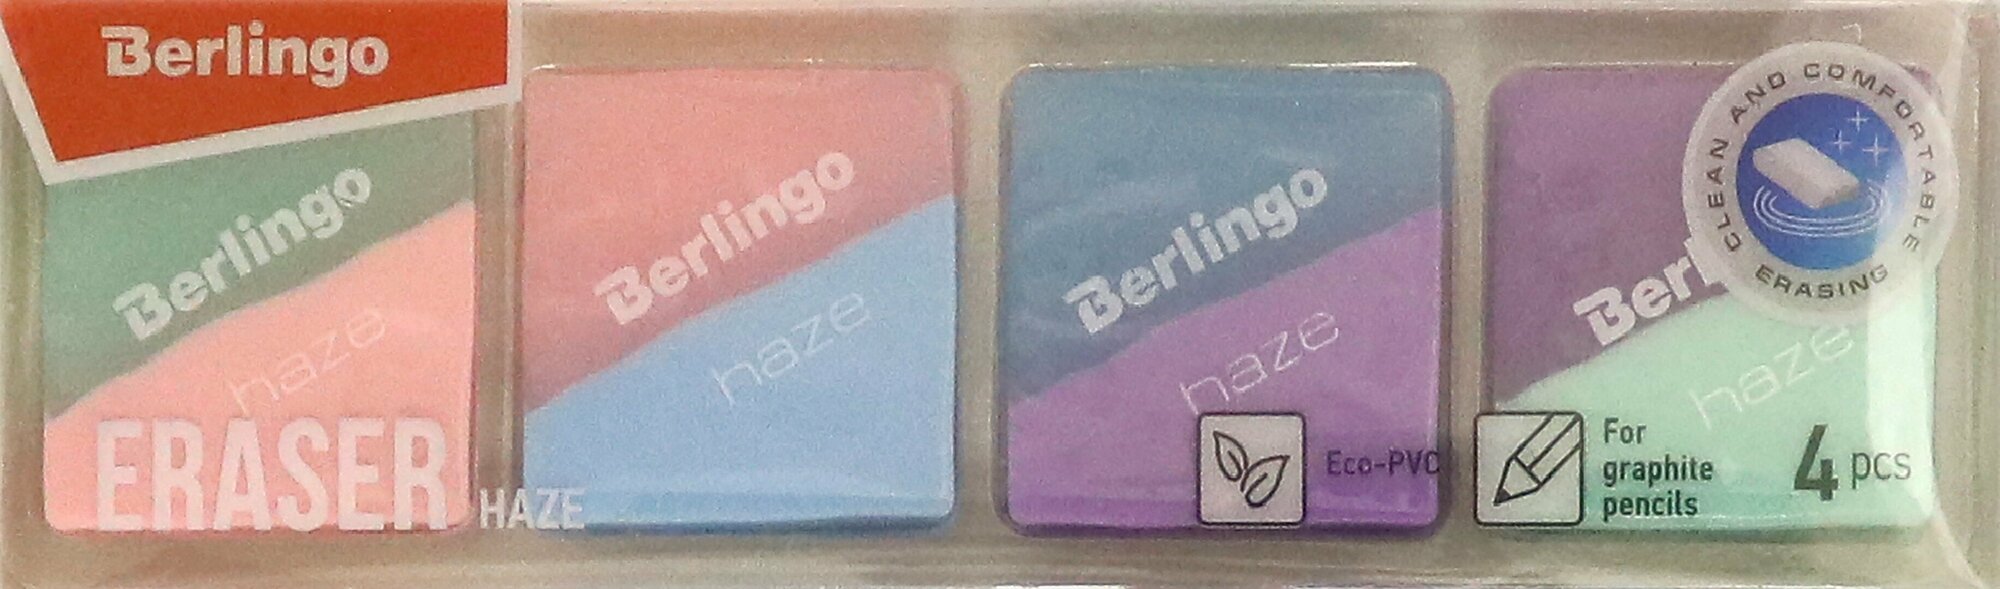 Berlingo
Berlingo
haze
ERASER HAZE
Berlingo
haze
Berlingo
haze
Eco-PVC
Berl
haze
CLEAN AND COMFORTABLE ERASING
For
graphite
pencils
4 pcs